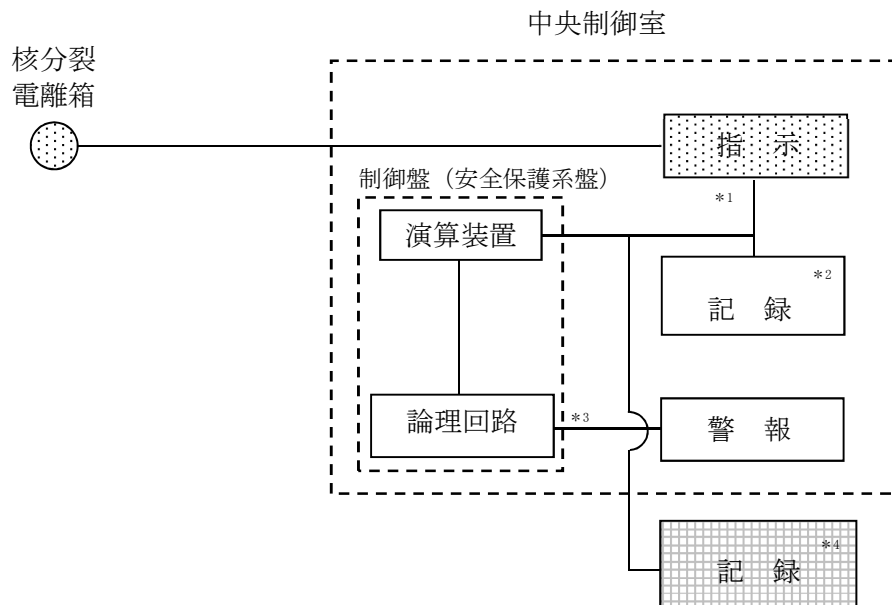 中央制御室
核分裂
電離箱
指 示
制御盤（安全保護系盤）
*1
演算装置
*2
記 録
論理回路
*3
警 報
*4
記 録